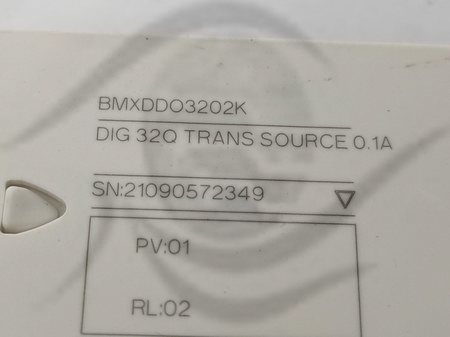 BMXDDO3202K
DIG 32Q TRANS SOURCE 0.1A
SN:21090572349
PV:01
RL:02